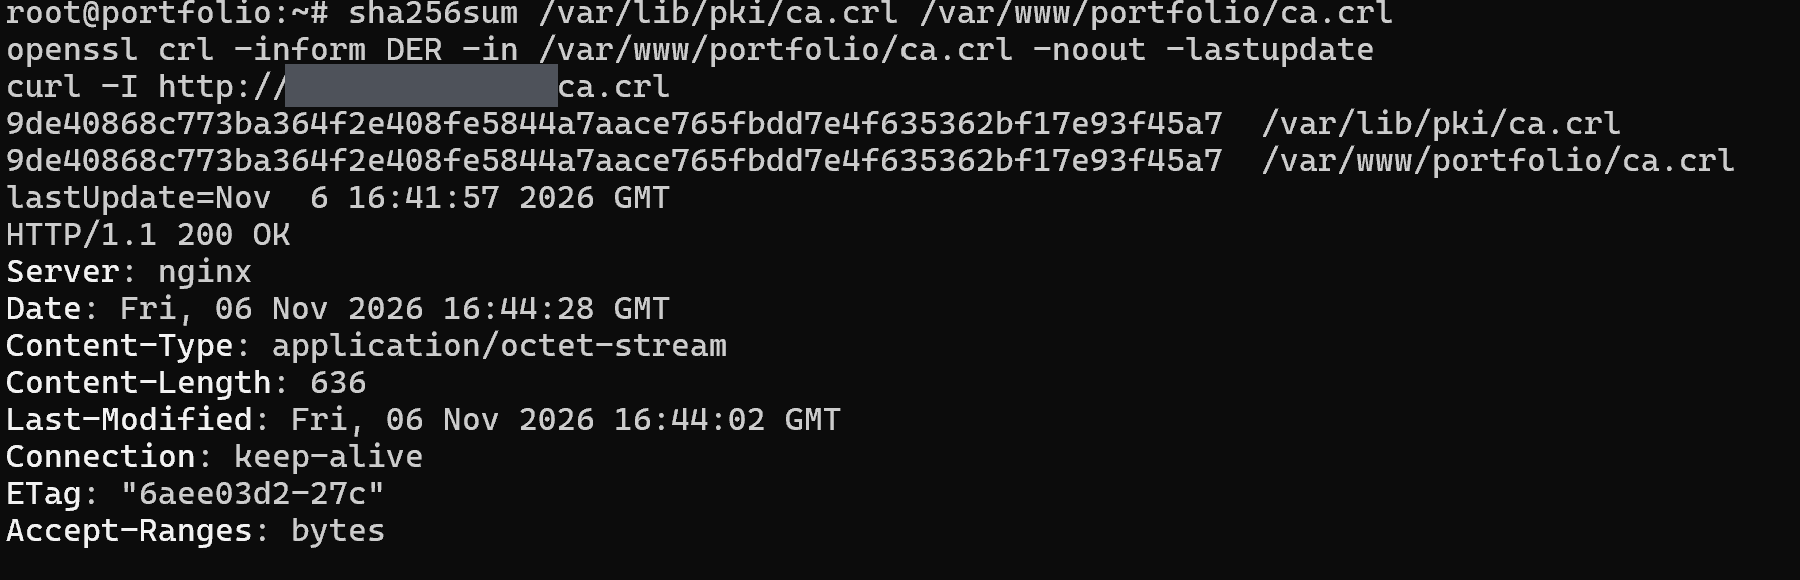 root@portfolio:~# sha256sum /var/lib/pki/ca.crl /var/www/portfolio/ca.crl
openssl crl -inform DER -in /var/www/portfolio/ca.crl -noout -lastupdate
curl -I http://ca.crl
9de40868c773ba364f2e408fe5844a7aace765fbdd7e4f635362bf17e93f45a7  /var/lib/pki/ca.crl
9de40868c773ba364f2e408fe5844a7aace765fbdd7e4f635362bf17e93f45a7  /var/www/portfolio/ca.crl
lastUpdate=Nov  6 16:41:57 2026 GMT
HTTP/1.1 200 OK
Server: nginx
Date: Fri, 06 Nov 2026 16:44:28 GMT
Content-Type: application/octet-stream
Content-Length: 636
Last-Modified: Fri, 06 Nov 2026 16:44:02 GMT
Connection: keep-alive
ETag: "6aee03d2-27c"
Accept-Ranges: bytes